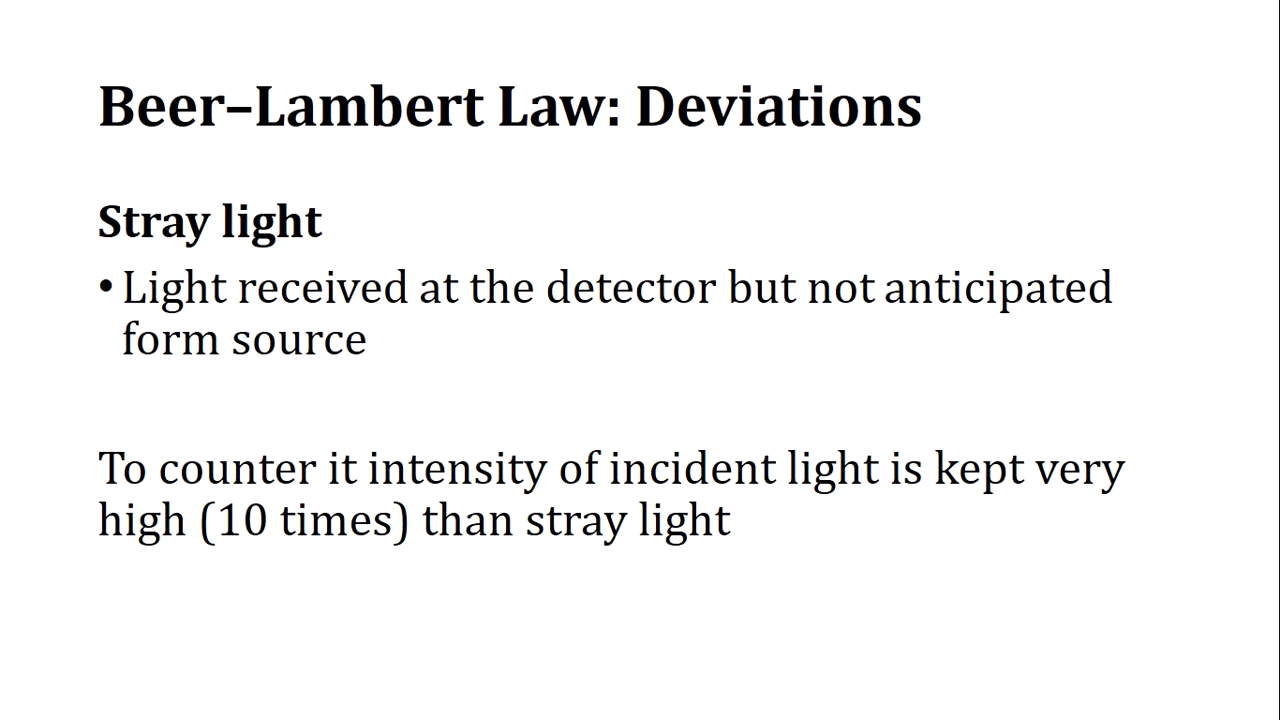 Beer–Lambert Law: Deviations
Stray light
• Light received at the detector but not anticipated
form source
To counter it intensity of incident light is kept very
high (10 times) than stray light